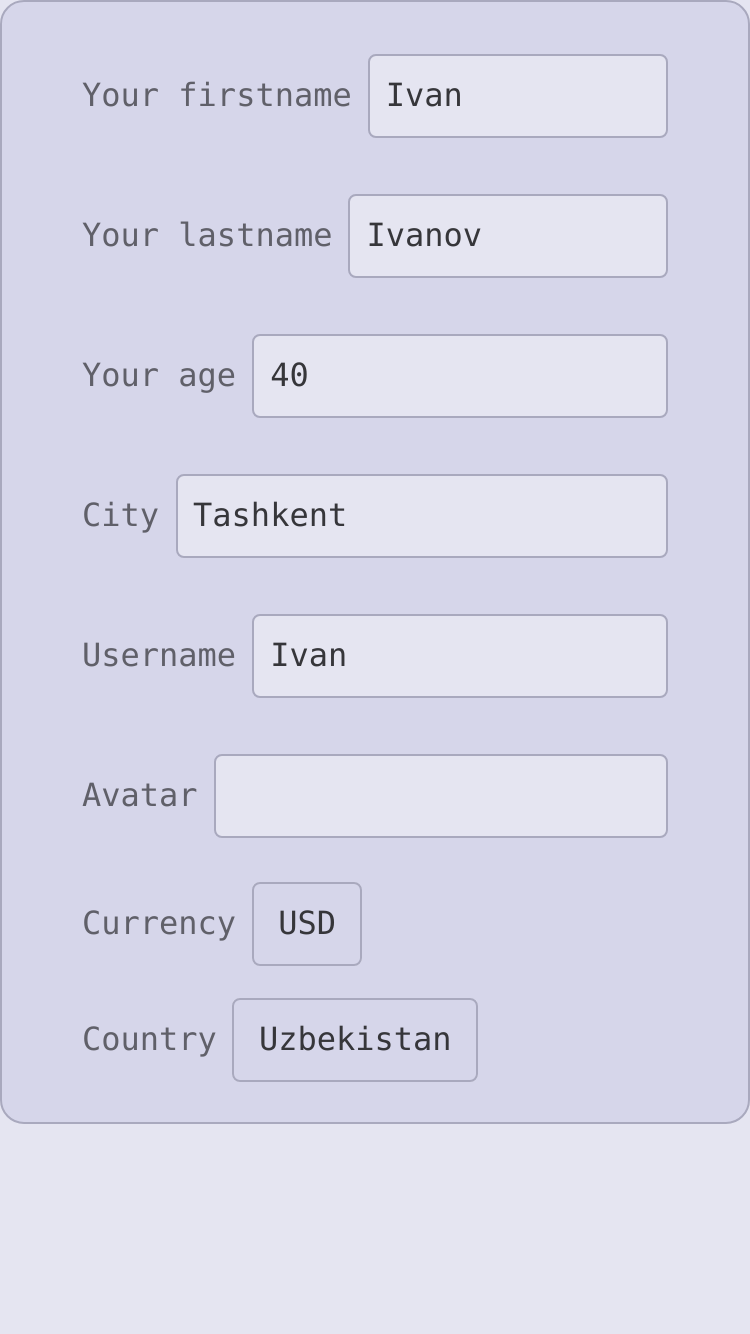 Your firstname Ivan
Your lastname Ivanov
Your age 40
City Tashkent
Username Ivan
Avatar
Currency USD
Country Uzbekistan